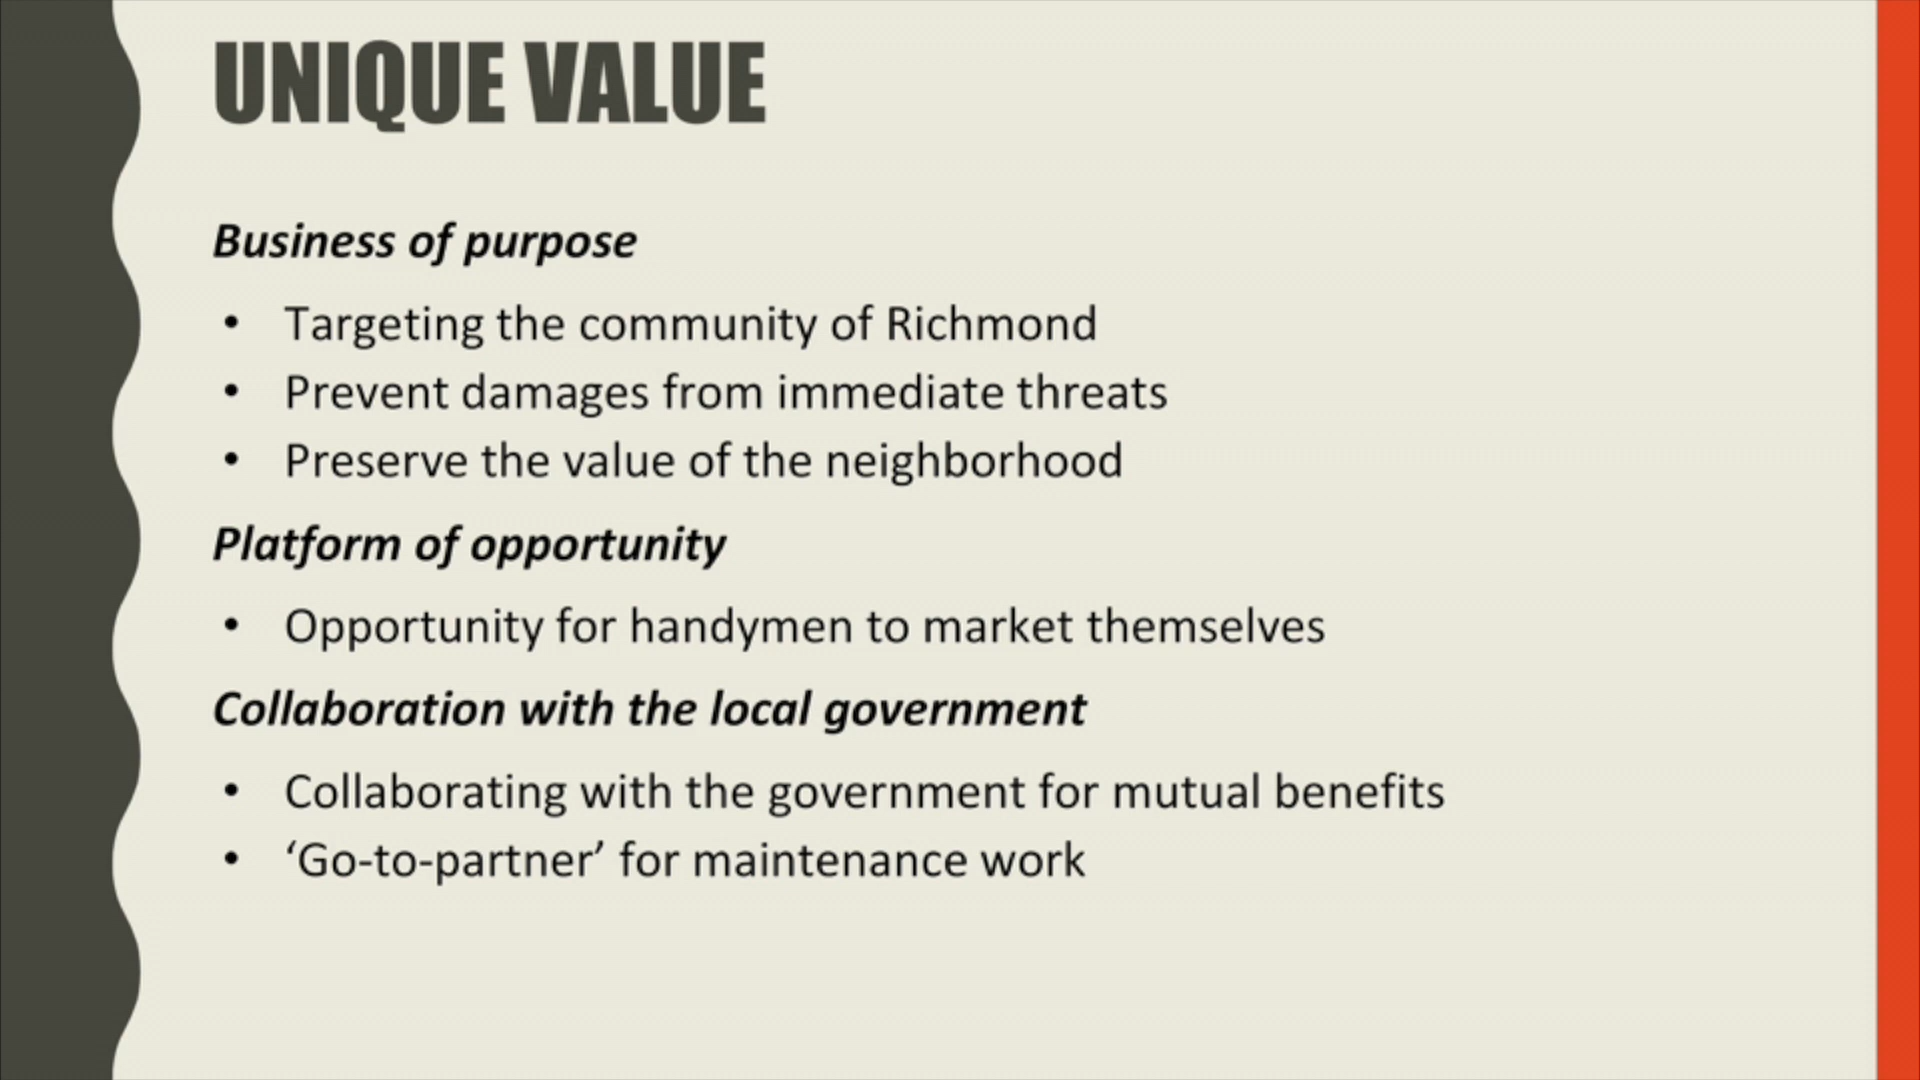 UNIQUE VALUE
Business of purpose
• Targeting the community of Richmond
• Prevent damages from immediate threats
• Preserve the value of the neighborhood
Platform of opportunity
• Opportunity for handymen to market themselves
Collaboration with the local government
• Collaborating with the government for mutual benefits
• ‘Go-to-partner’ for maintenance work